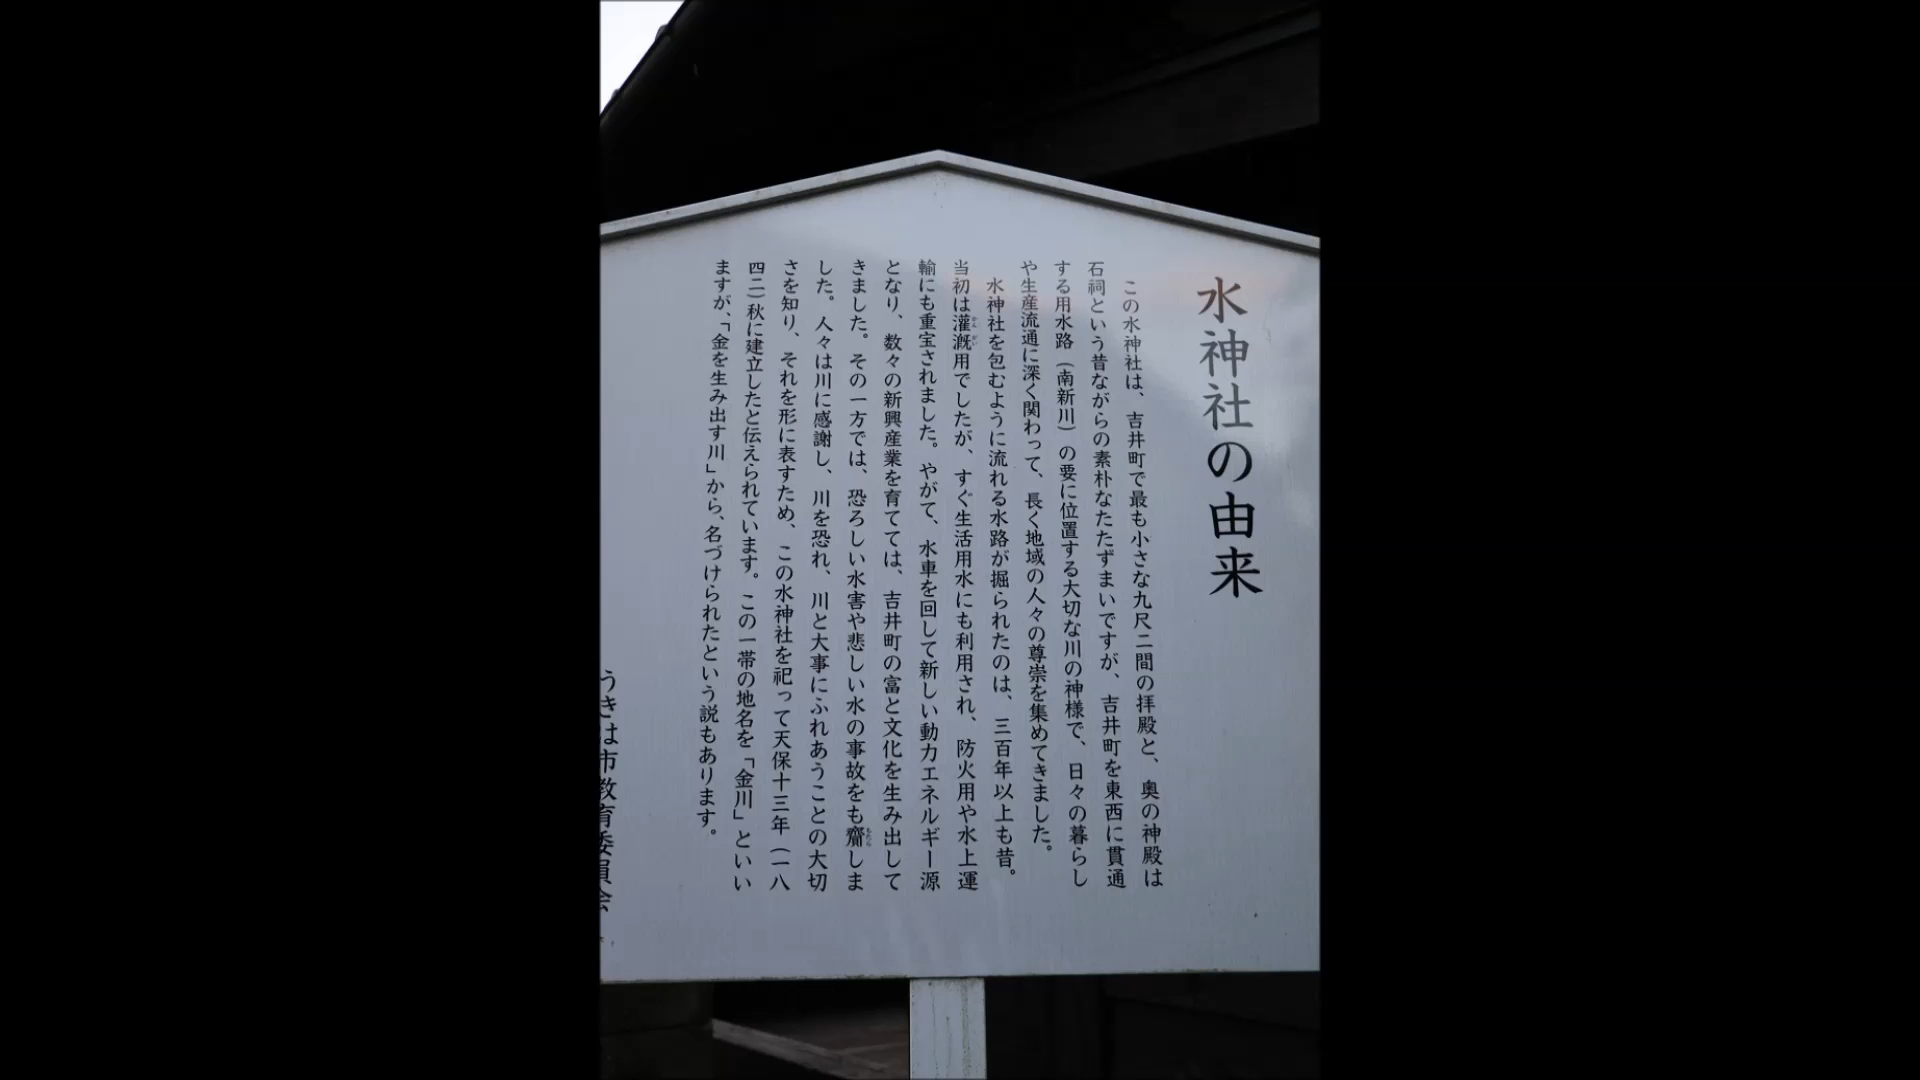 水神社の由来
この水神社は、吉井町で最も小さな九尺二間の拝殿と、奥の神殿は
石祠という昔ながらの素朴なたたずまいですが、吉井町を東西に貫通
する用水路（南新川）の要に位置する大切な川の神様で、日々の暮らし
や生産流通に深く関わって、長く地域の人々の尊崇を集めてきました。
水神社を包むように流れる水路が掘られたのは、三百年以上も昔。
当初は灌漑用でしたが、すぐ生活用水にも利用され、防火用や水上運
輸にも重宝されました。やがて、水車を回して新しい動力エネルギー源
となり、数々の新興産業を育てては、吉井町の富と文化を生み出して
きました。その一方では、恐ろしい水害や悲しい水の事故をも齎しま
した。人々は川に感謝し、川を恐れ、川と大事にふれあうことの大切
さを知り、それを形に表すため、この水神社を祀って天保十三年（一八
四二）秋に建立したと伝えられています。この一帯の地名を「金川」といい
ますが、「金を生み出す川」から、名づけられたという説もあります。
うきは市教育委員会